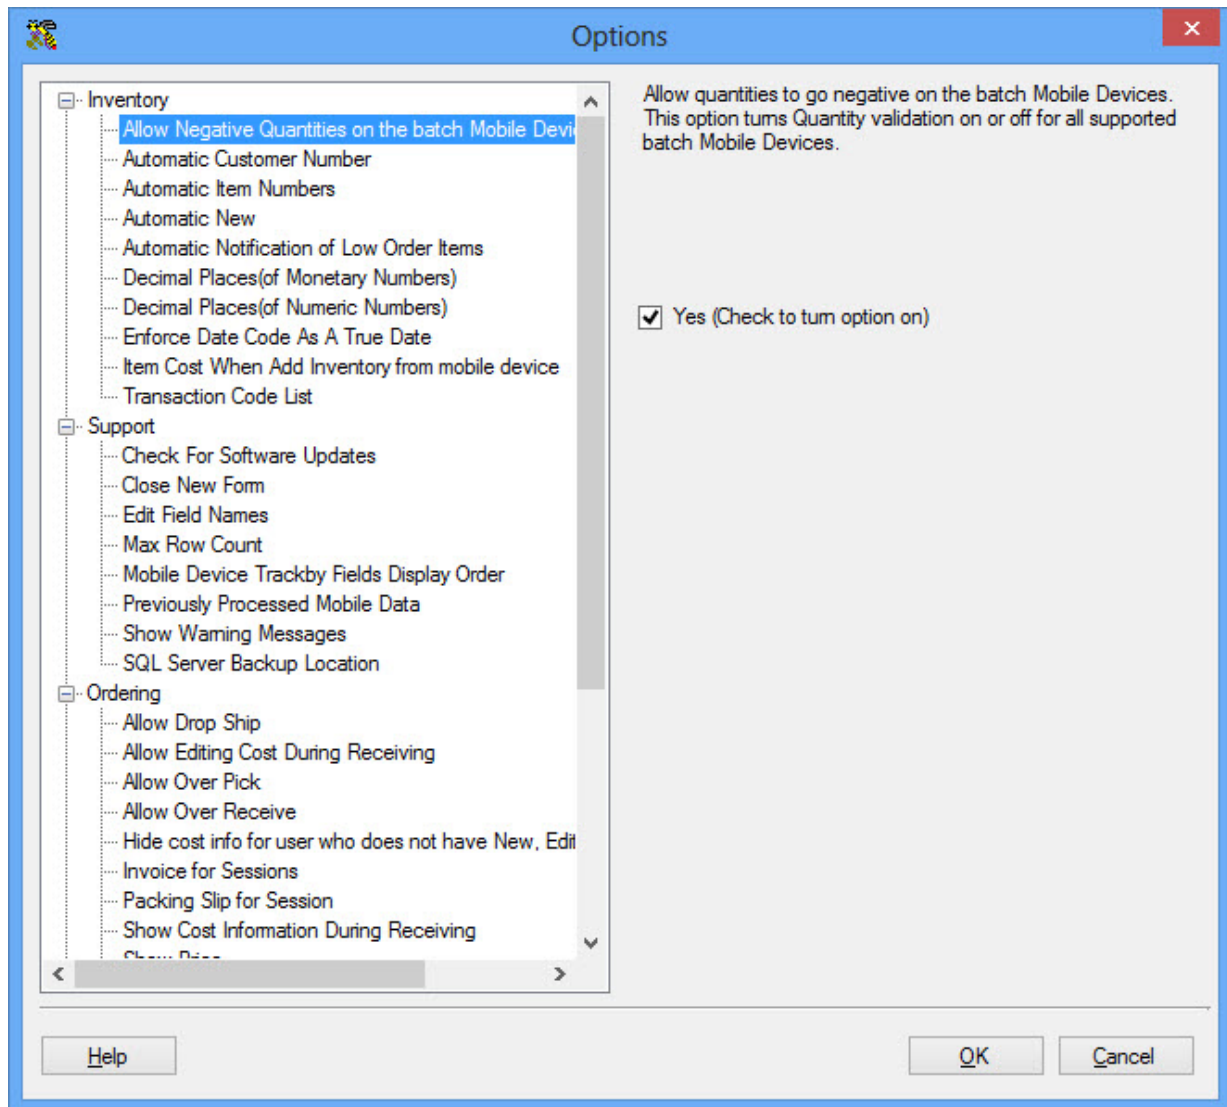 Options
Inventory
Allow Negative Quantities on the batch Mobile Devi
Automatic Customer Number
Automatic Item Numbers
Automatic New
Automatic Notification of Low Order Items
Decimal Places(of Monetary Numbers)
Decimal Places(of Numeric Numbers)
Enforce Date Code As A True Date
Item Cost When Add Inventory from mobile device
Transaction Code List
Support
Check For Software Updates
Close New Form
Edit Field Names
Max Row Count
Mobile Device Trackby Fields Display Order
Previously Processed Mobile Data
Show Warning Messages
SQL Server Backup Location
Ordering
Allow Drop Ship
Allow Editing Cost During Receiving
Allow Over Pick
Allow Over Receive
Hide cost info for user who does not have New, Edit
Invoice for Sessions
Packing Slip for Session
Show Cost Information During Receiving
Show Price
Allow quantities to go negative on the batch Mobile Devices.
This option turns Quantity validation on or off for all supported
batch Mobile Devices.
Yes (Check to turn option on)
Help
OK
Cancel